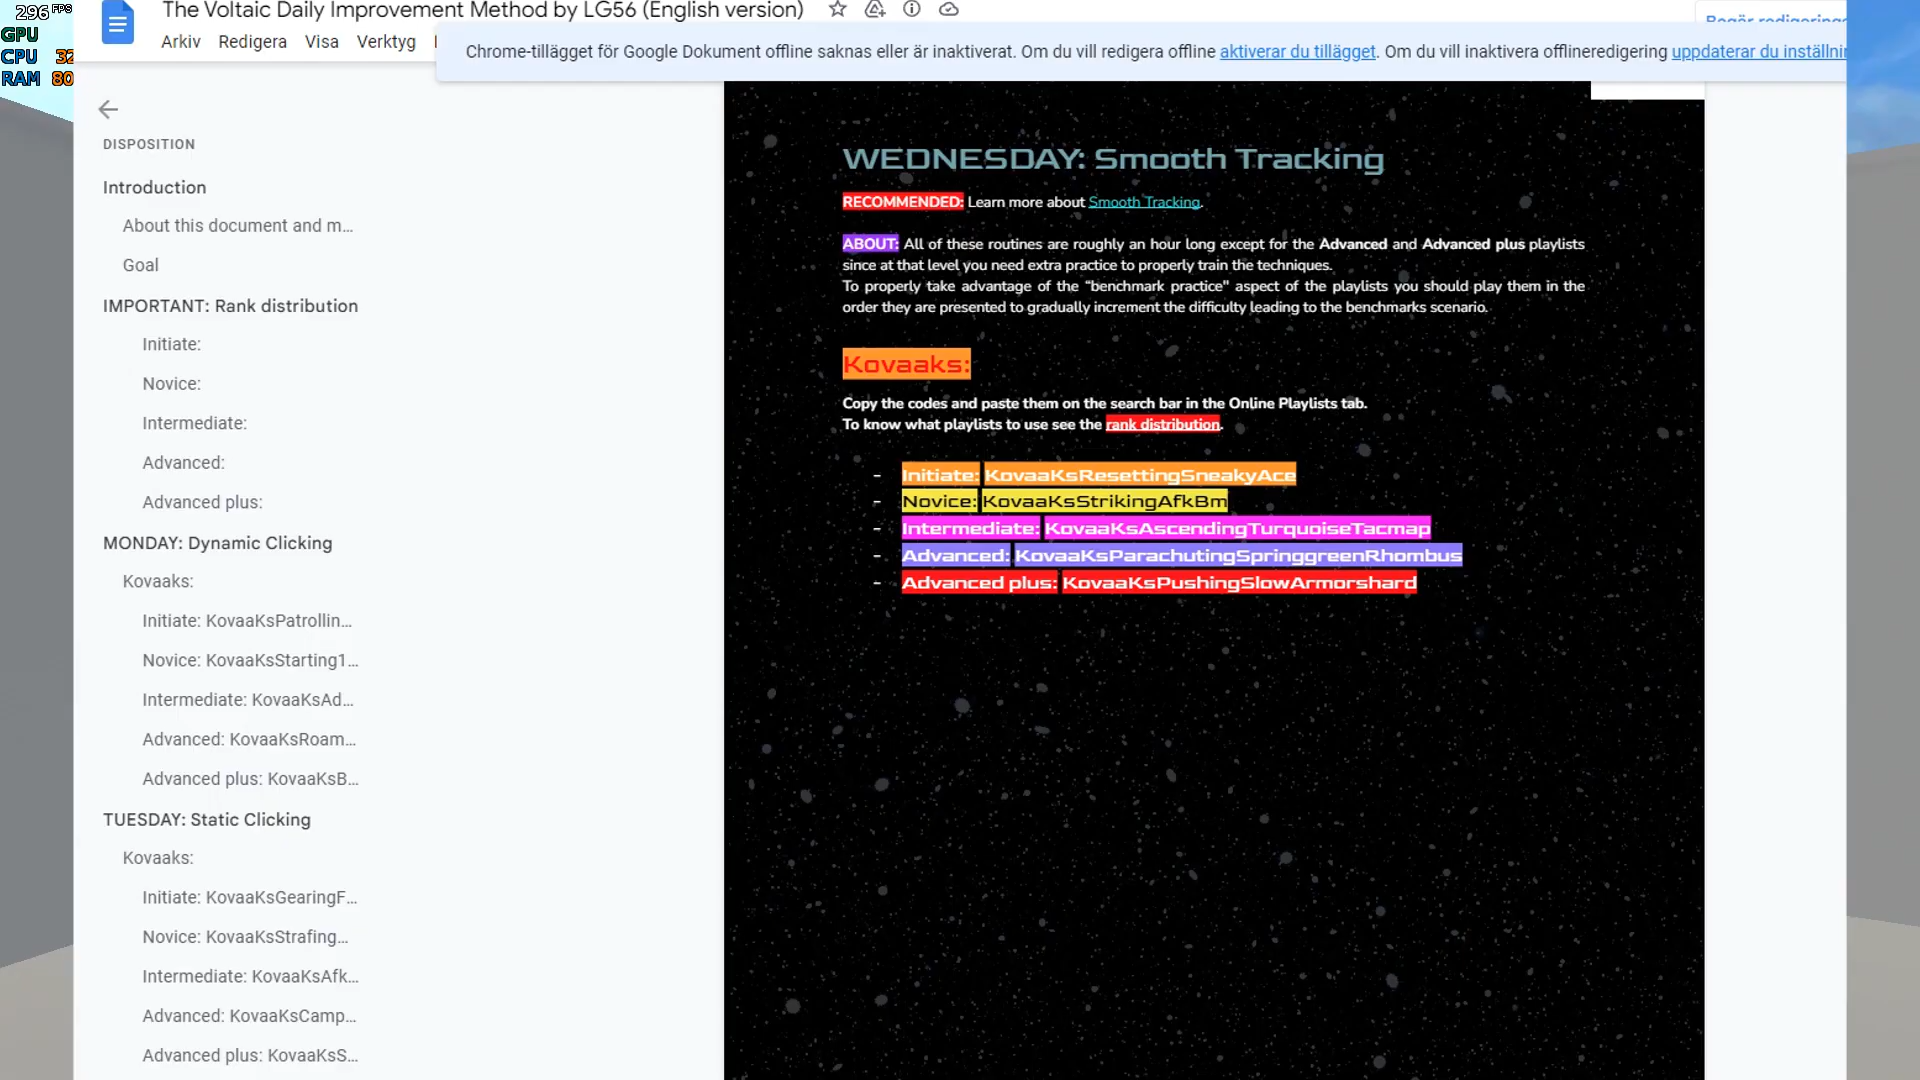 296 FPS
GPU
CPU 32
RAM 80
The Voltaic Daily Improvement Method by LG56 (English version)
Arkiv Redigera Visa Verktyg
Chrome-tillägget för Google Dokument offline saknas eller är inaktiverat. Om du vill redigera offline aktiverar du tillägget. Om du vill inaktivera offlineredigering uppdaterar du inställnin
DISPOSITION
Introduction
About this document and m...
Goal
IMPORTANT: Rank distribution
Initiate:
Novice:
Intermediate:
Advanced:
Advanced plus:
MONDAY: Dynamic Clicking
Kovaaks:
Initiate: KovaaKsPatrollin...
Novice: KovaaKsStarting1...
Intermediate: KovaaKsAd...
Advanced: KovaaKsRoam...
Advanced plus: KovaaKsB...
TUESDAY: Static Clicking
Kovaaks:
Initiate: KovaaKsGearingF...
Novice: KovaaKsStrafing...
Intermediate: KovaaKsAfk...
Advanced: KovaaKsCamp...
Advanced plus: KovaaKsS...
WEDNESDAY: Smooth Tracking
RECOMMENDED: Learn more about Smooth Tracking.
ABOUT: All of these routines are roughly an hour long except for the Advanced and Advanced plus playlists
since at that level you need extra practice to properly train the techniques.
To properly take advantage of the “benchmark practice" aspect of the playlists you should play them in the
order they are presented to gradually increment the difficulty leading to the benchmarks scenario.
Kovaaks:
Copy the codes and paste them on the search bar in the Online Playlists tab.
To know what playlists to use see the rank distribution.
- Initiate: KovaaKsResettingSneakyAce
- Novice: KovaaKsStrikingAfkBm
- Intermediate: KovaaKsAscendingTurquoiseTacmap
- Advanced: KovaaKsParachutingSpringgreenRhombus
- Advanced plus: KovaaKsPushingSlowArmorshard